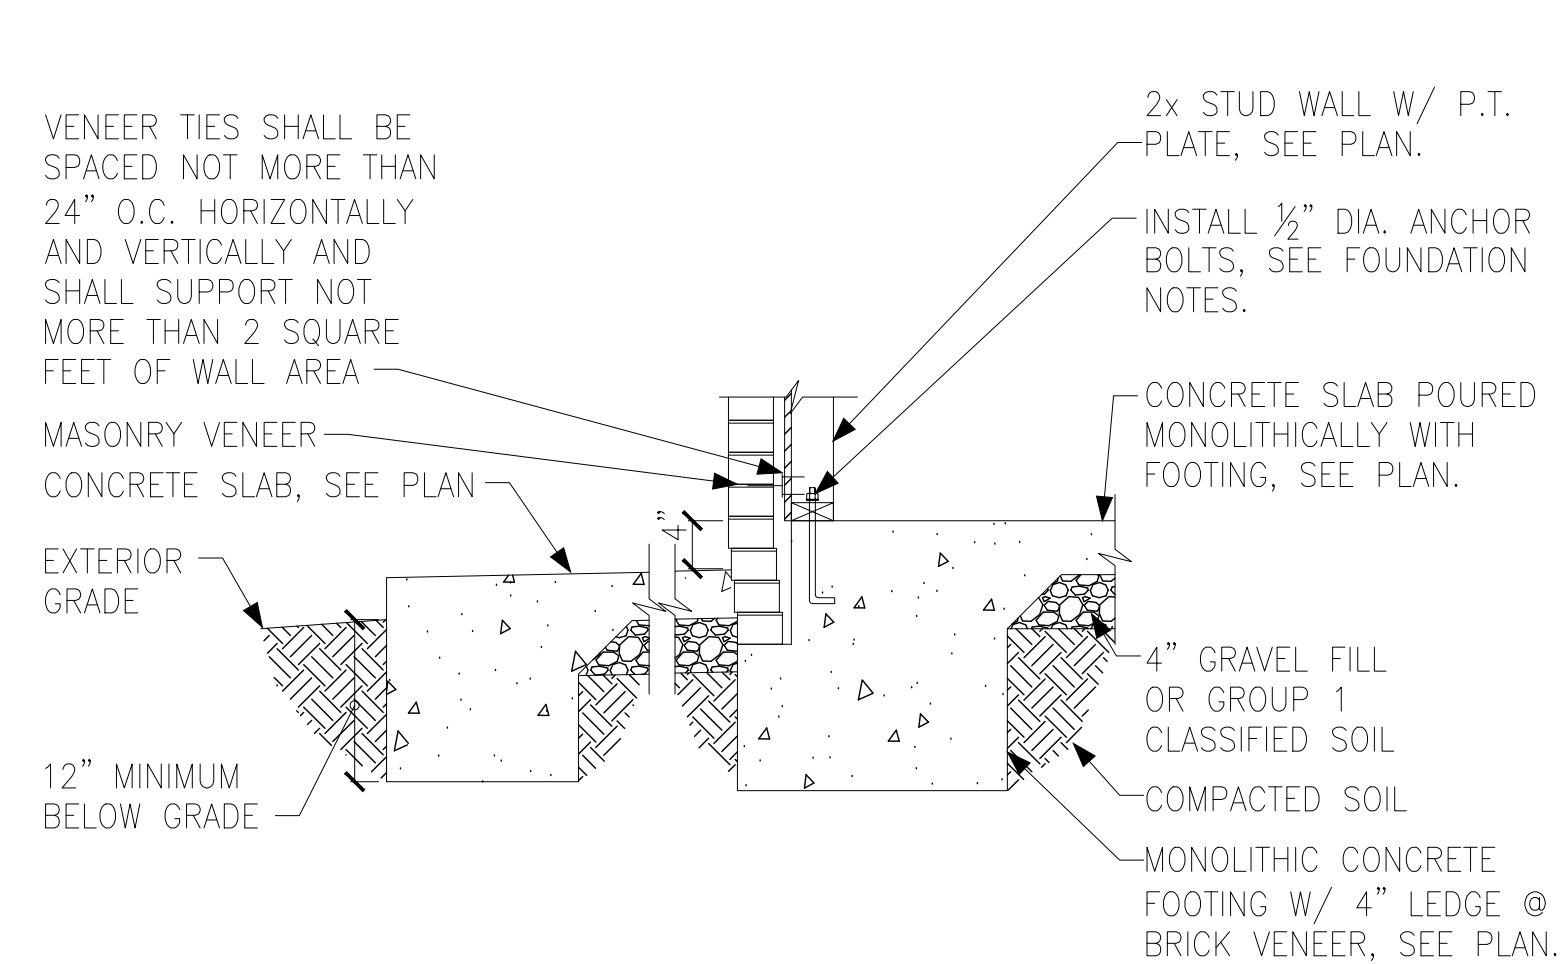 VENEER TIES SHALL BE
SPACED NOT MORE THAN
24" O.C. HORIZONTALLY
AND VERTICALLY AND
SHALL SUPPORT NOT
MORE THAN 2 SQUARE
FEET OF WALL AREA
MASONRY VENEER
CONCRETE SLAB, SEE PLAN
EXTERIOR
GRADE
12" MINIMUM
BELOW GRADE
4"
2x STUD WALL W/ P.T.
PLATE, SEE PLAN.
INSTALL ½" DIA. ANCHOR
BOLTS, SEE FOUNDATION
NOTES.
CONCRETE SLAB POURED
MONOLITHICALLY WITH
FOOTING, SEE PLAN.
4" GRAVEL FILL
OR GROUP 1
CLASSIFIED SOIL
COMPACTED SOIL
MONOLITHIC CONCRETE
FOOTING W/ 4" LEDGE @
BRICK VENEER, SEE PLAN.